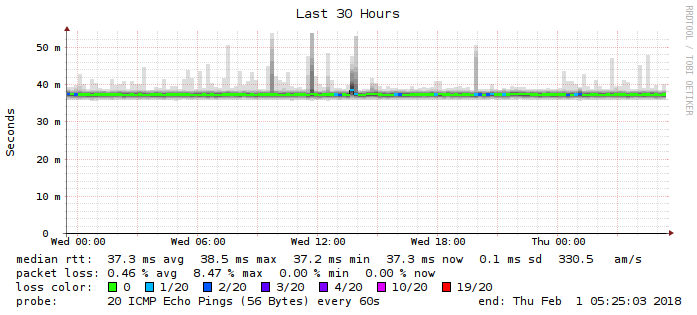 Last 30 Hours
RRDTOOL / TOBI OETIKER
Seconds
50 m
40 m
30 m
20 m
10 m
0
Wed 00:00 Wed 06:00 Wed 12:00 Wed 18:00 Thu 00:00
median rtt: 37.3 ms avg 38.5 ms max 37.2 ms min 37.3 ms now 0.1 ms sd 330.5 am/s
packet loss: 0.46 % avg 8.47 % max 0.00 % min 0.00 % now
loss color: 0 1/20 2/20 3/20 4/20 10/20 19/20
probe: 20 ICMP Echo Pings (56 Bytes) every 60s end: Thu Feb 1 05:25:03 2018